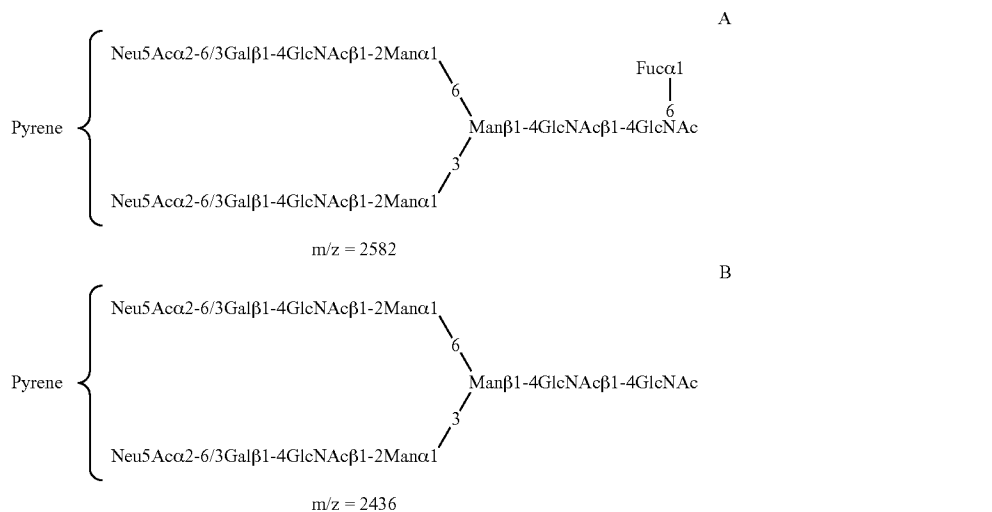 A
Neu5Acα2-6/3Galβ1-4GlcNAcβ1-2Manα1
Fucα1
6
6
Pyrene
Manβ1-4GlcNAcβ1-4GlcNAc
3
Neu5Acα2-6/3Galβ1-4GlcNAcβ1-2Manα1
m/z = 2582
B
Neu5Acα2-6/3Galβ1-4GlcNAcβ1-2Manα1
6
Pyrene
Manβ1-4GlcNAcβ1-4GlcNAc
3
Neu5Acα2-6/3Galβ1-4GlcNAcβ1-2Manα1
m/z = 2436